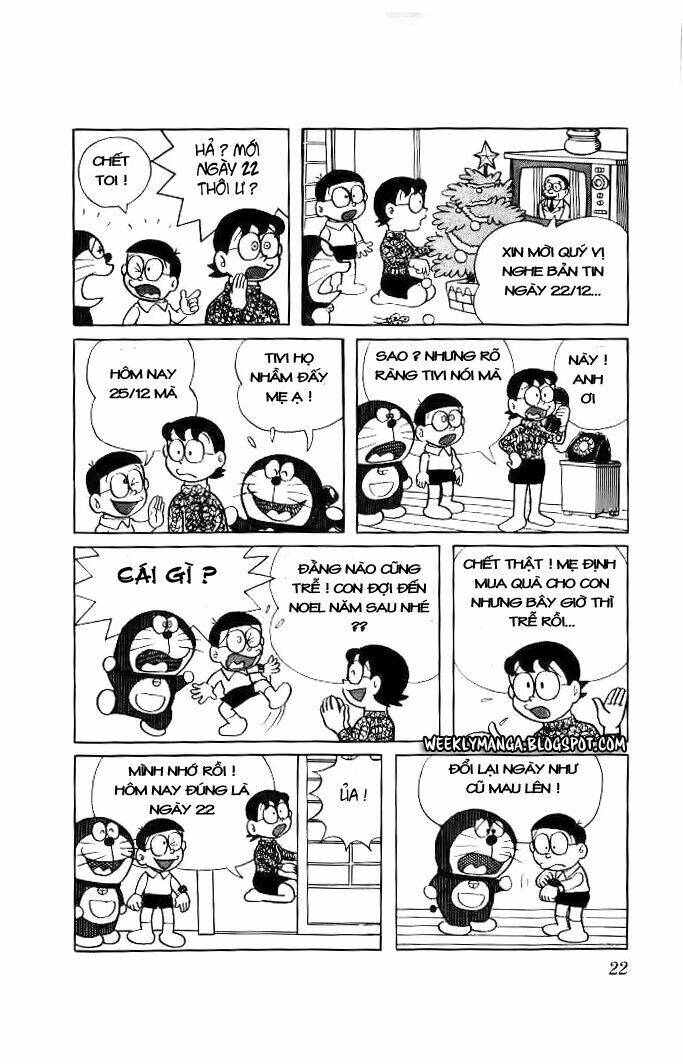 XIN MỜI QUÝ VỊ
NGHE BẢN TIN
NGÀY 22/12...
HẢ ? MỚI
NGÀY 22
THÔI Ư ?
CHẾT
TOI !
NÀY !
ANH
ƠI
SAO ? NHƯNG RÕ
RÀNG TIVI NÓI MÀ
TIVI HỌ
NHẦM ĐẤY
MẸ Ạ !
HÔM NAY
25/12 MÀ
CHẾT THẬT ! MẸ ĐỊNH
MUA QUÀ CHO CON
NHƯNG BÂY GIỜ THÌ
TRỄ RỒI...
WEEKLYMANGA.BLOGSPOT.COM
ĐẰNG NÀO CŨNG
TRỄ ! CON ĐỢI ĐẾN
NOEL NĂM SAU NHÉ
??
CÁI GÌ ?
ĐỔI LẠI NGÀY NHƯ
CŨ MAU LÊN !
ỦA !
MÌNH NHỚ RỒI !
HÔM NAY ĐÚNG LÀ
NGÀY 22
22